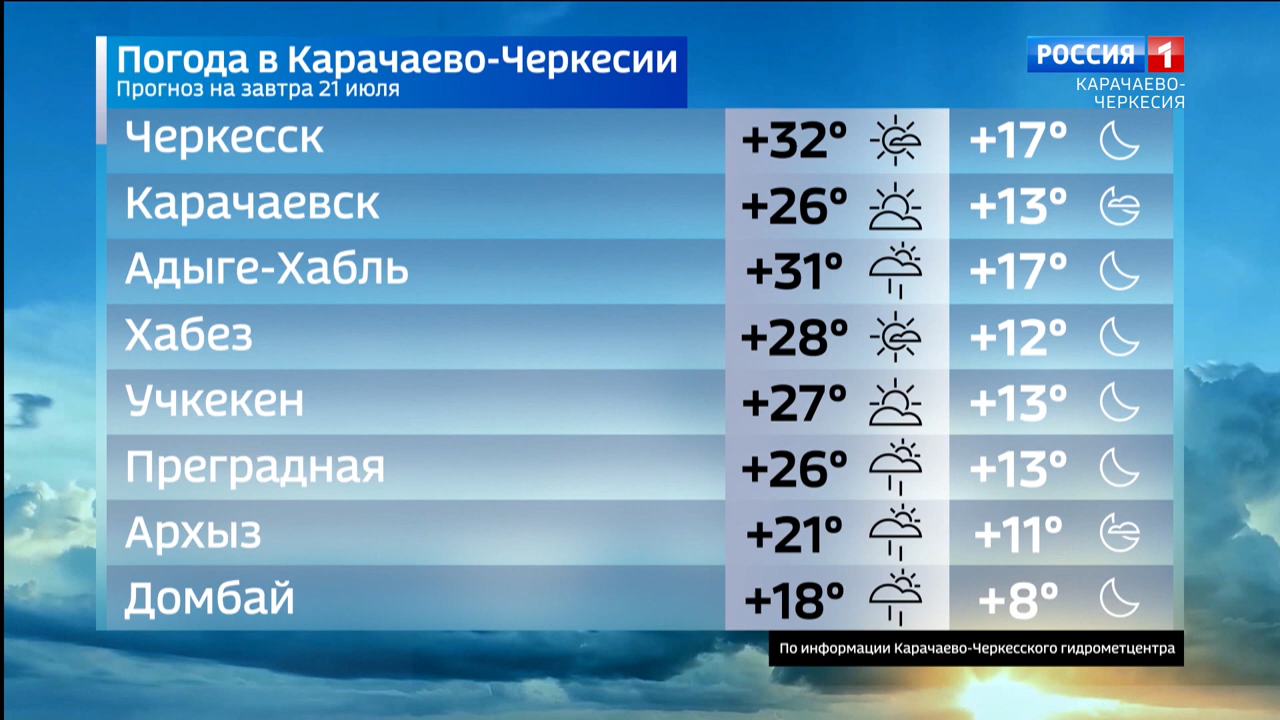 Погода в Карачаево-Черкесии
Прогноз на завтра 21 июля
РОССИЯ 1
КАРАЧАЕВО-
ЧЕРКЕСИЯ
Черкесск +32° +17°
Карачаевск +26° +13°
Адыге-Хабль +31° +17°
Хабез +28° +12°
Учкекен +27° +13°
Преградная +26° +13°
Архыз +21° +11°
Домбай +18° +8°
По информации Карачаево-Черкесского гидрометцентра